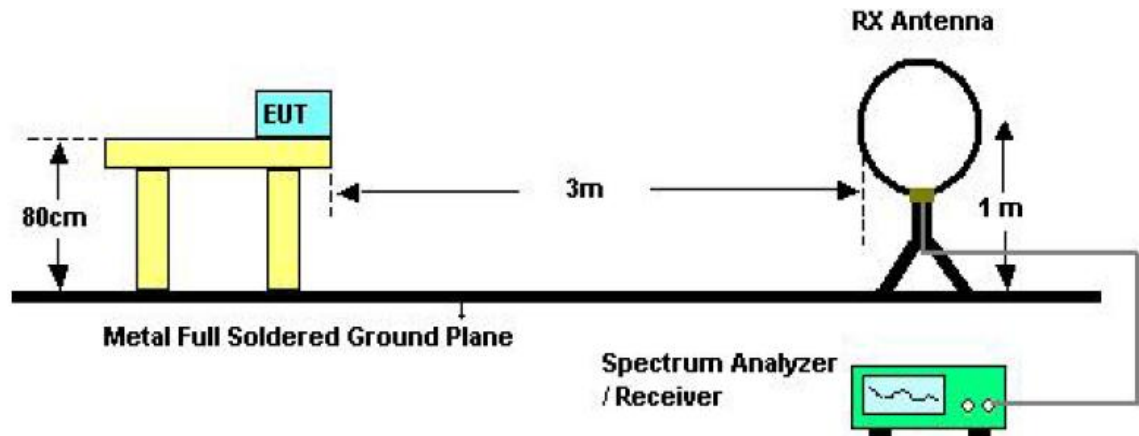 RX Antenna
EUT
3m
80cm
1 m
Metal Full Soldered Ground Plane
Spectrum Analyzer
/ Receiver